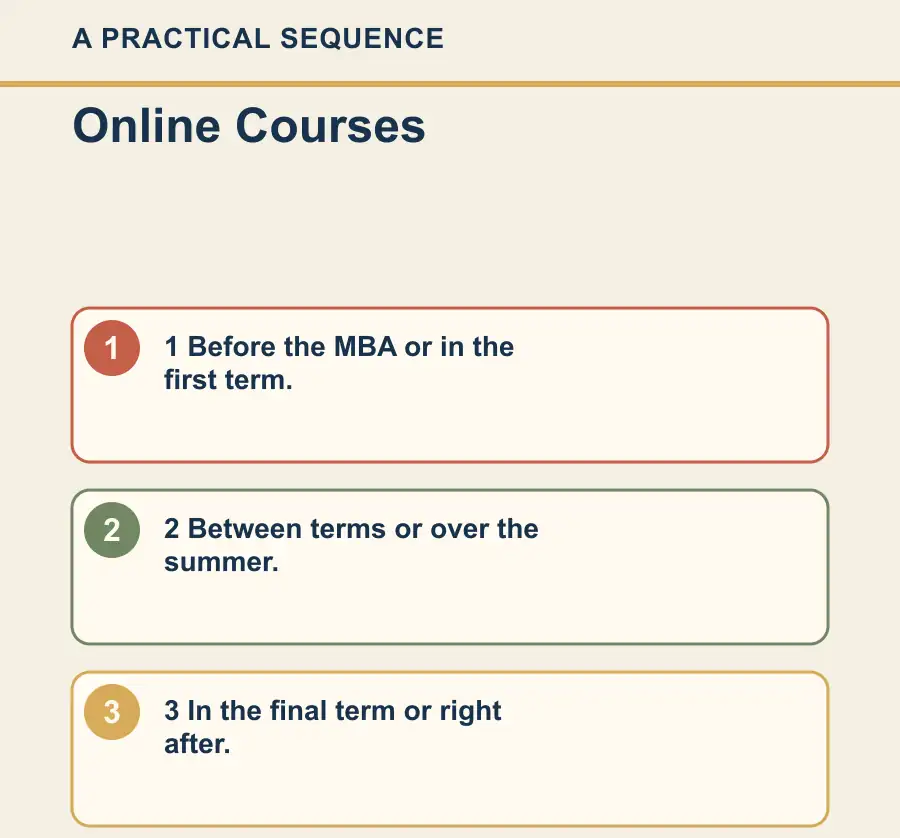 A PRACTICAL SEQUENCE
Online Courses
1
1 Before the MBA or in the
first term.
2
2 Between terms or over the
summer.
3
3 In the final term or right
after.